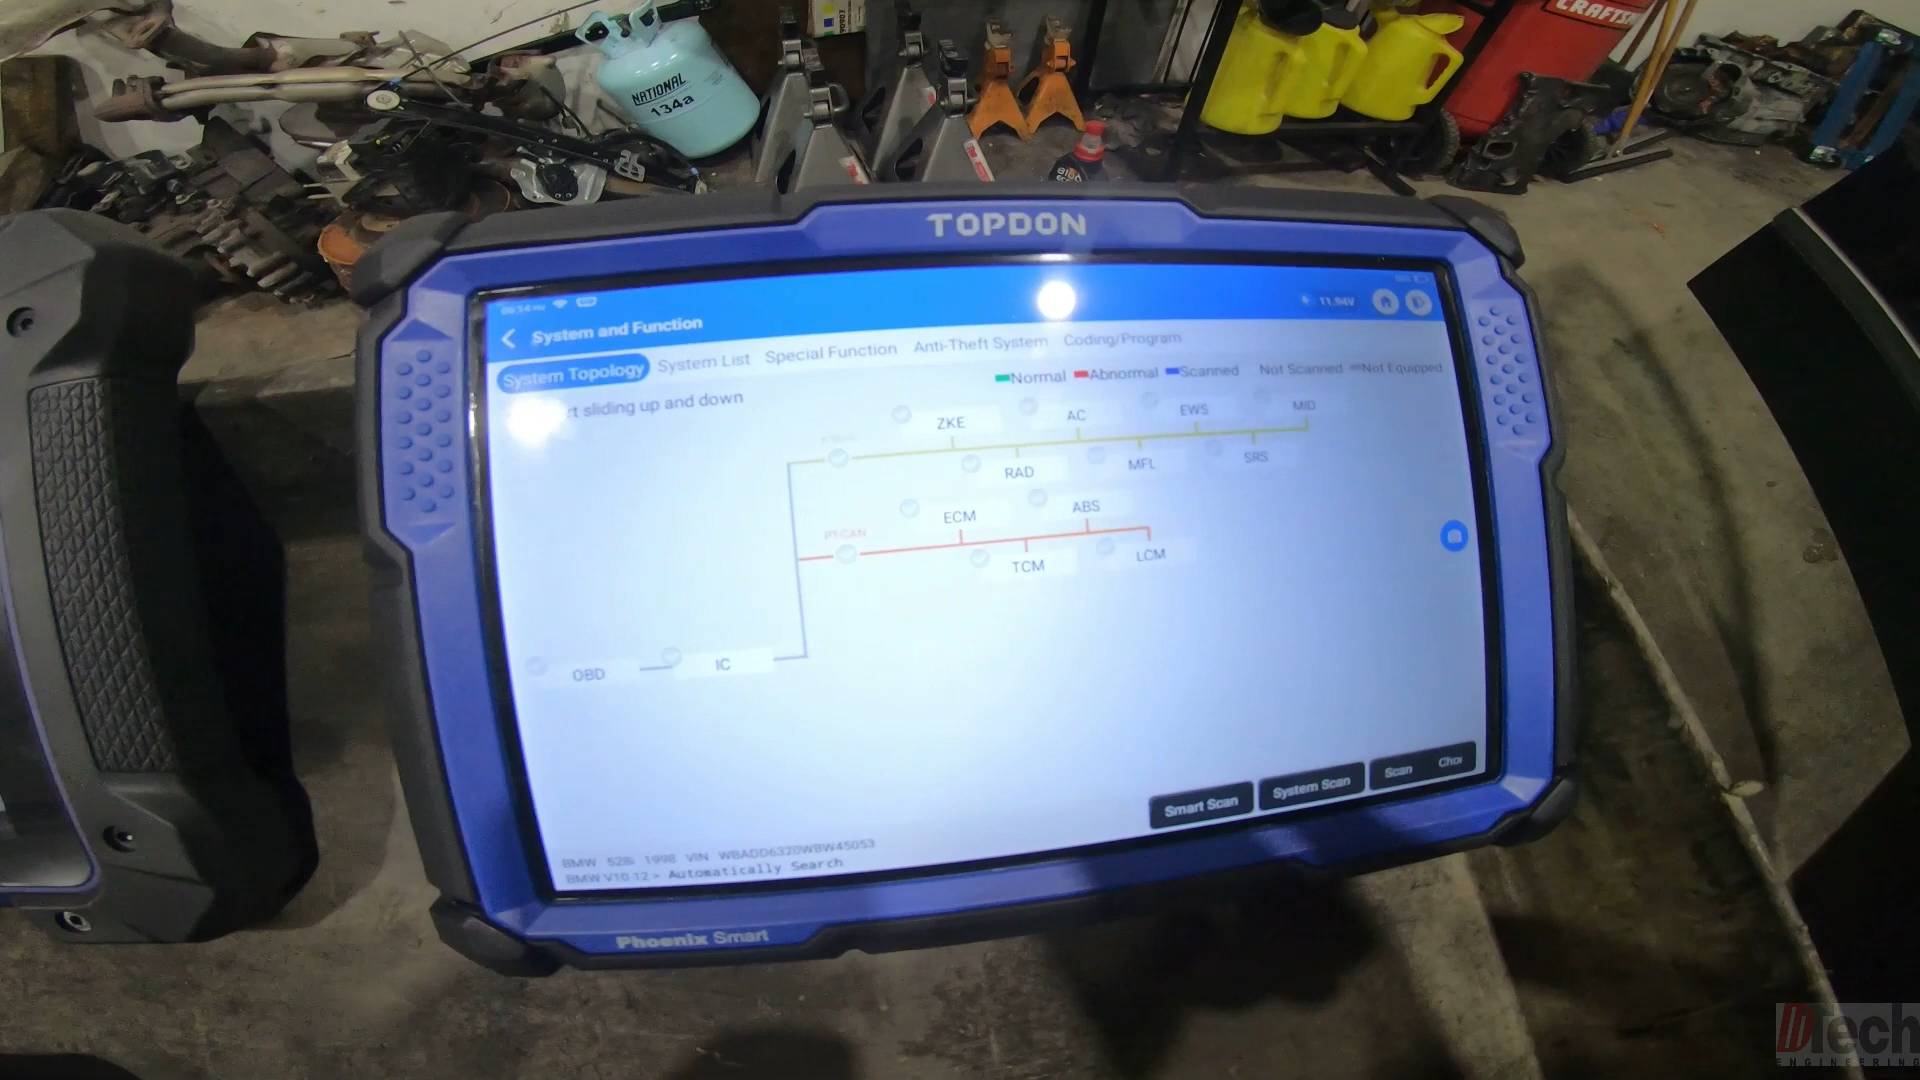 NATIONAL
134a
CRAFTSM
TOPDON
11.94V
System and Function
System Topology
System List
Special Function
Anti-Theft System
Coding/Program
Normal
Abnormal
Scanned
Not Scanned
Not Equipped
rt sliding up and down
ZKE
AC
EWS
MID
RAD
MFL
SRS
ECM
ABS
PT-CAN
TCM
LCM
OBD
IC
Smart Scan
System Scan
Scan
Choi
BMW 528i 1998 VIN WBADD6320WBW45053
BMW V10.12 > Automatically Search
Phoenix Smart
DTech
ENGINEERING